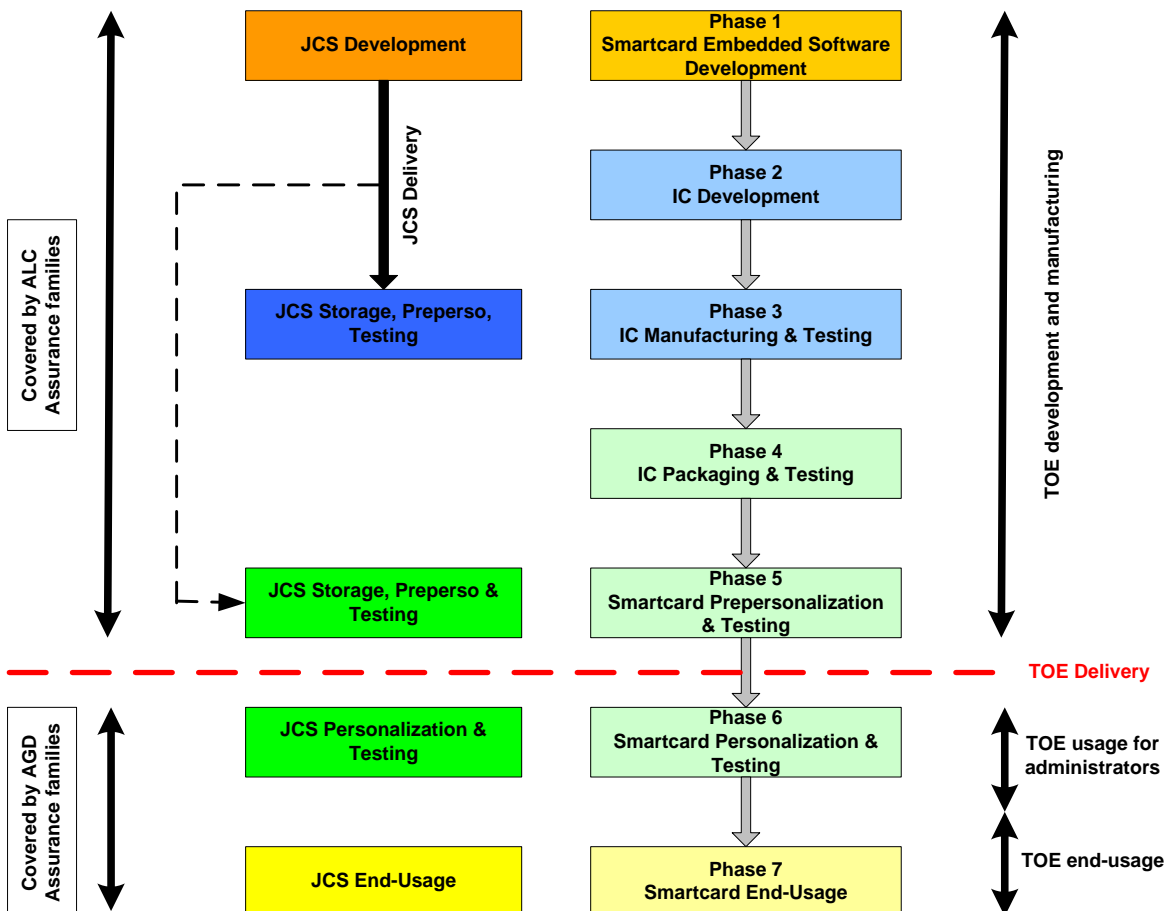 JCS Development
Phase 1
Smartcard Embedded Software
Development
JCS Delivery
Phase 2
IC Development
Covered by ALC
Assurance families
TOE development and manufacturing
JCS Storage, Preperso,
Testing
Phase 3
IC Manufacturing & Testing
Phase 4
IC Packaging & Testing
JCS Storage, Preperso &
Testing
Phase 5
Smartcard Prepersonalization
& Testing
TOE Delivery
Covered by AGD
Assurance families
JCS Personalization &
Testing
Phase 6
Smartcard Personalization &
Testing
TOE usage for
administrators
JCS End-Usage
Phase 7
Smartcard End-Usage
TOE end-usage